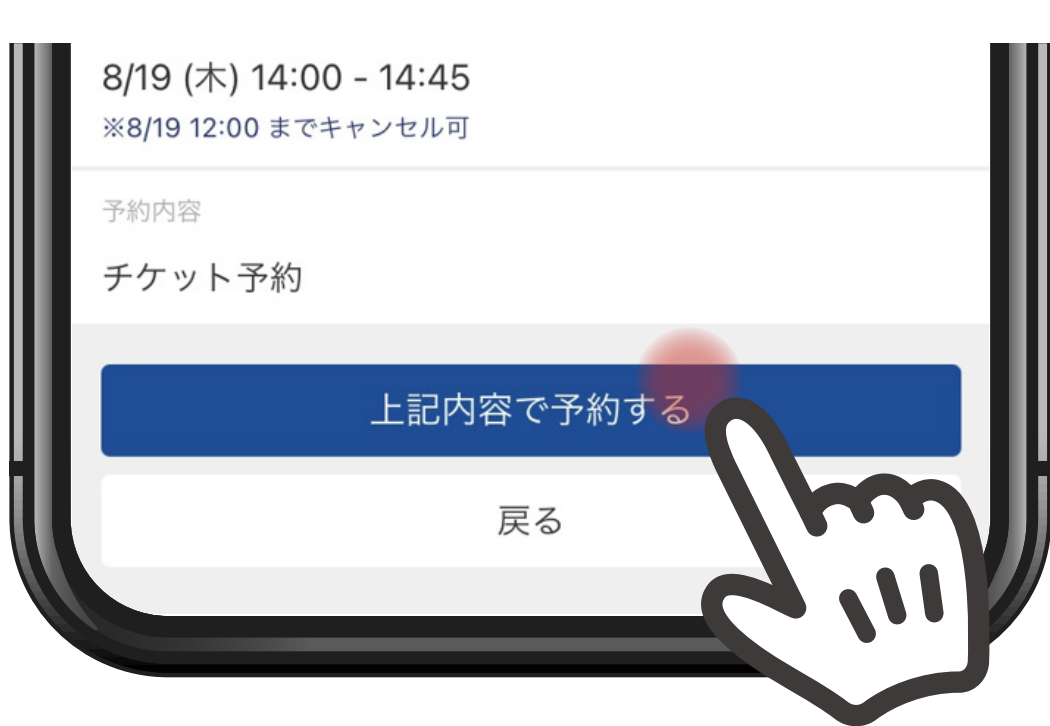 8/19 (木) 14:00 - 14:45
※8/19 12:00 までキャンセル可
予約内容
チケット予約
上記内容で予約する
戻る